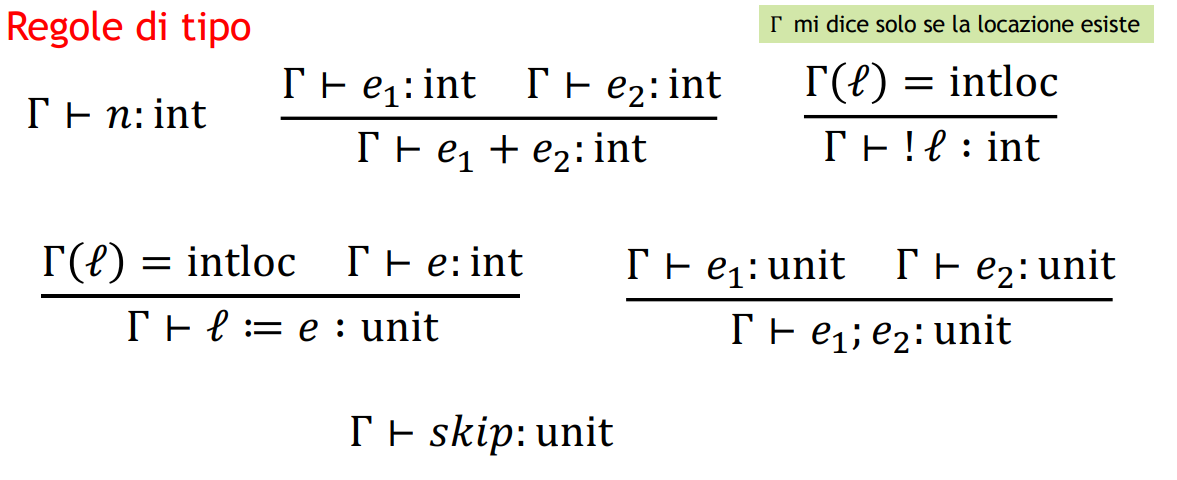 Regole di tipo
Γ mi dice solo se la locazione esiste
Γ ⊢ n: int
Γ ⊢ e₁: int Γ ⊢ e₂: int
Γ ⊢ e₁ + e₂: int
Γ(ℓ) = intloc
Γ ⊢ ! ℓ : int
Γ(ℓ) = intloc Γ ⊢ e: int
Γ ⊢ ℓ ≔ e : unit
Γ ⊢ e₁: unit Γ ⊢ e₂: unit
Γ ⊢ e₁; e₂: unit
Γ ⊢ skip: unit